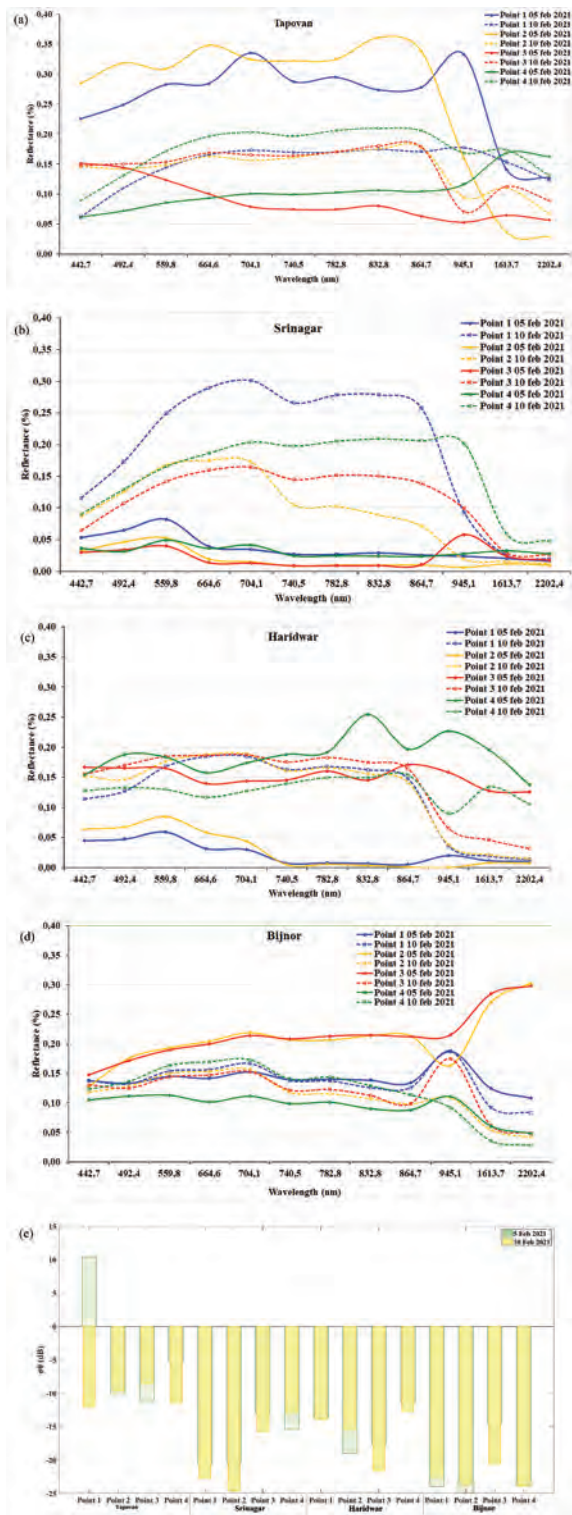 (a)
Tapovan
Point 1 05 feb 2021
Point 1 10 feb 2021
Point 2 05 feb 2021
Point 2 10 feb 2021
Point 3 05 feb 2021
Point 3 10 feb 2021
Point 4 05 feb 2021
Point 4 10 feb 2021
0,40
0,35
0,30
0,25
0,20
0,15
0,10
0,05
0,00
Reflectance (%)
442,7 492,4 559,8 664,6 704,1 740,5 782,8 832,8 864,7 945,1 1613,7 2202,4
Wavelength (nm)
(b)
Srinagar
Point 1 05 feb 2021
Point 1 10 feb 2021
Point 2 05 feb 2021
Point 2 10 feb 2021
Point 3 05 feb 2021
Point 3 10 feb 2021
Point 4 05 feb 2021
Point 4 10 feb 2021
0,40
0,35
0,30
0,25
0,20
0,15
0,10
0,05
0,00
Reflectance (%)
442,7 492,4 559,8 664,6 704,1 740,5 782,8 832,8 864,7 945,1 1613,7 2202,4
Wavelength (nm)
(c)
Haridwar
Point 1 05 feb 2021
Point 1 10 feb 2021
Point 2 05 feb 2021
Point 2 10 feb 2021
Point 3 05 feb 2021
Point 3 10 feb 2021
Point 4 05 feb 2021
Point 4 10 feb 2021
0,40
0,35
0,30
0,25
0,20
0,15
0,10
0,05
0,00
Reflectance (%)
442,7 492,4 559,8 664,6 704,1 740,5 782,8 832,8 864,7 945,1 1613,7 2202,4
Wavelength (nm)
(d)
Bijnor
Point 1 05 feb 2021
Point 1 10 feb 2021
Point 2 05 feb 2021
Point 2 10 feb 2021
Point 3 05 feb 2021
Point 3 10 feb 2021
Point 4 05 feb 2021
Point 4 10 feb 2021
0,40
0,35
0,30
0,25
0,20
0,15
0,10
0,05
0,00
Reflectance (%)
442,7 492,4 559,8 664,6 704,1 740,5 782,8 832,8 864,7 945,1 1613,7 2202,4
Wavelength (nm)
(e)
5 Feb 2021
10 Feb 2021
15
10
5
0
-5
-10
-15
-20
-25
(dB)
Point 1 Point 2 Point 3 Point 4 Point 1 Point 2 Point 3 Point 4 Point 1 Point 2 Point 3 Point 4 Point 1 Point 2 Point 3 Point 4
Tapovan Srinagar Haridwar Bijnor